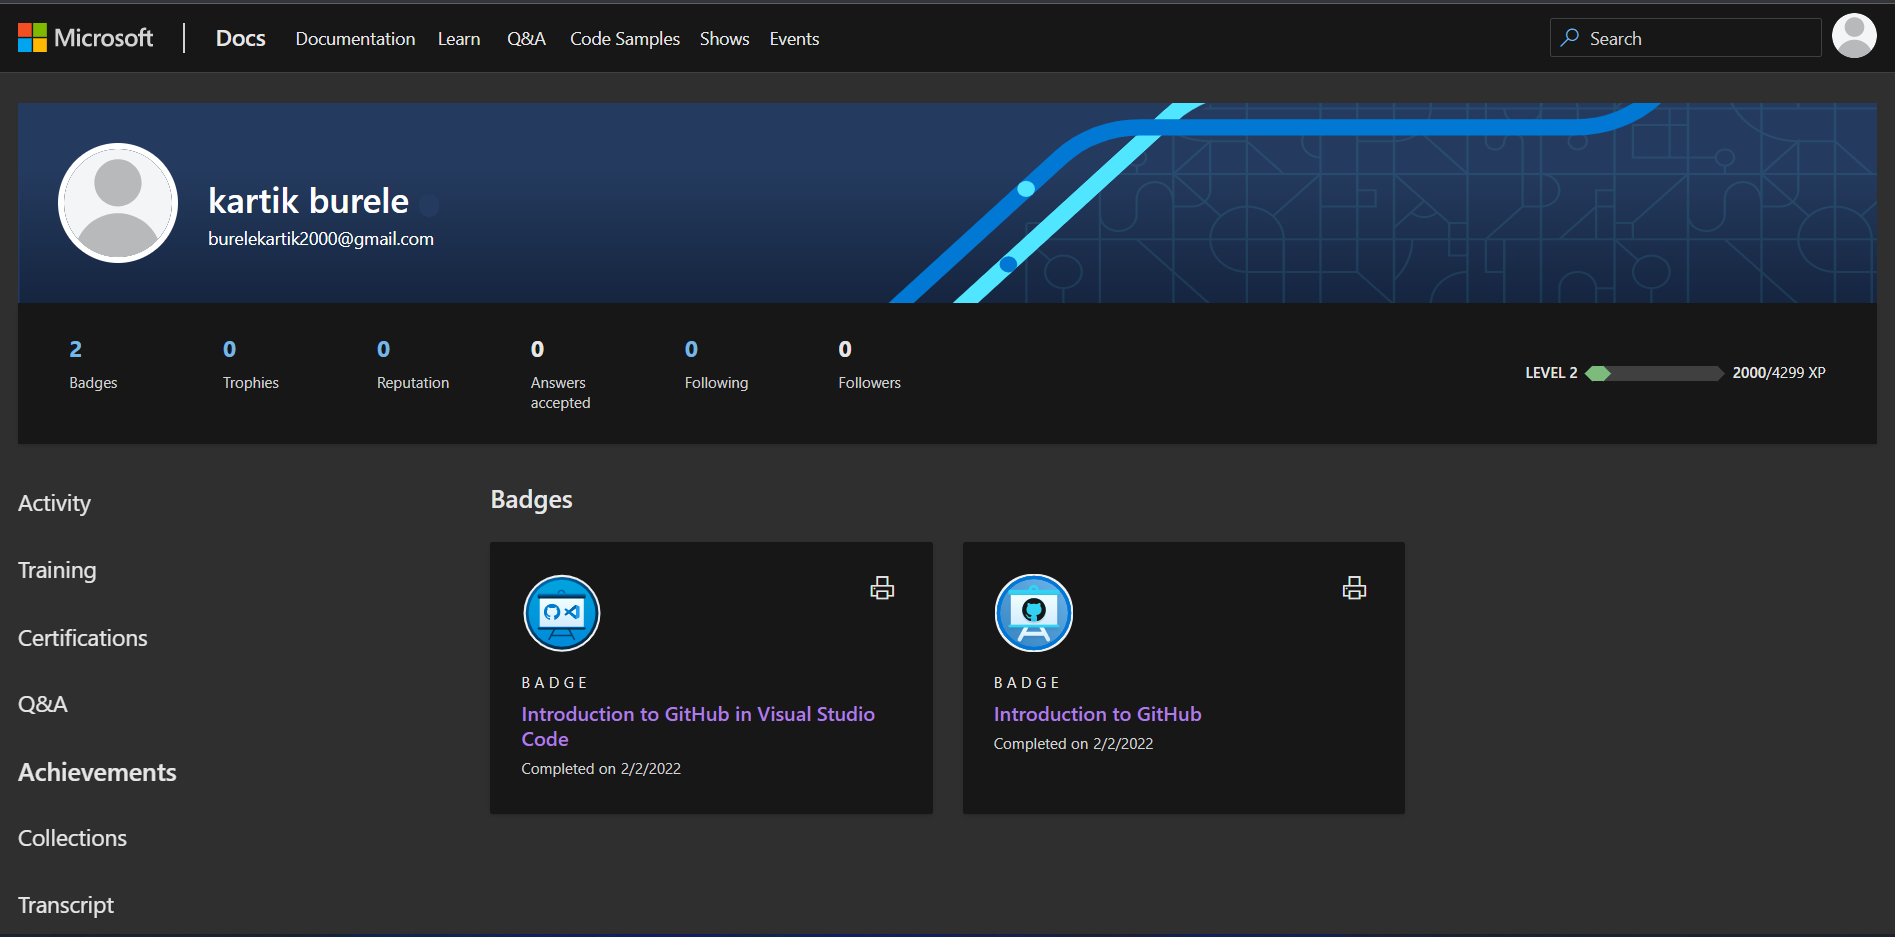 Microsoft Docs Documentation Learn Q&A Code Samples Shows Events Search
kartik burele
burelekartik2000@gmail.com
2 0 0 0 0 0
Badges Trophies Reputation Answers accepted Following Followers
LEVEL 2 2000/4299 XP
Activity
Training
Certifications
Q&A
Achievements
Collections
Transcript
Badges
BADGE
Introduction to GitHub in Visual Studio
Code
Completed on 2/2/2022
BADGE
Introduction to GitHub
Completed on 2/2/2022